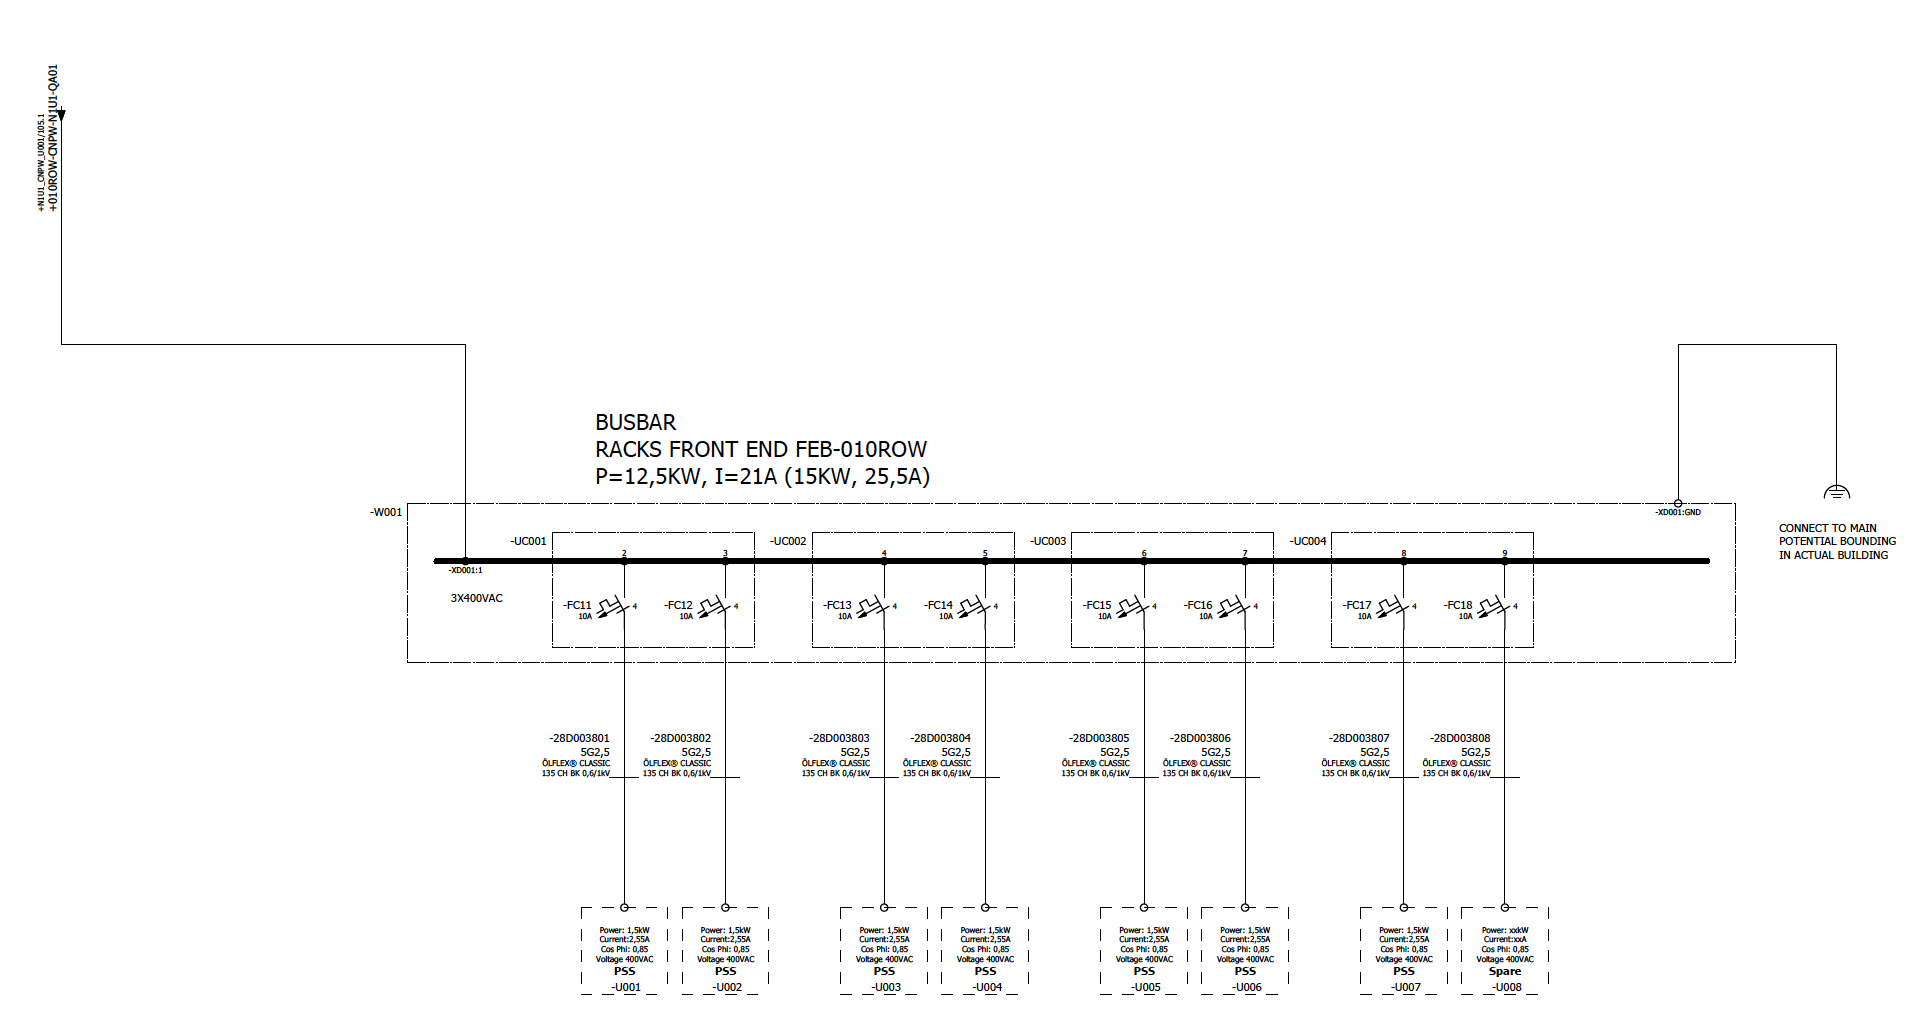 +N1U1_CNPW_U001/105.1
+010ROW-CNPW-N1U1-QA01
BUSBAR
RACKS FRONT END FEB-010ROW
P=12,5KW, I=21A (15KW, 25,5A)
-W001
-XD001:GND
CONNECT TO MAIN
POTENTIAL BOUNDING
IN ACTUAL BUILDING
-UC001
-UC002
-UC003
-UC004
2
3
4
5
6
7
8
9
-XD001:1
3X400VAC
-FC11
10A
4
-FC12
10A
4
-FC13
10A
4
-FC14
10A
4
-FC15
10A
4
-FC16
10A
4
-FC17
10A
4
-FC18
10A
4
-28D003801
5G2,5
ÖLFLEX® CLASSIC
135 CH BK 0,6/1kV
-28D003802
5G2,5
ÖLFLEX® CLASSIC
135 CH BK 0,6/1kV
-28D003803
5G2,5
ÖLFLEX® CLASSIC
135 CH BK 0,6/1kV
-28D003804
5G2,5
ÖLFLEX® CLASSIC
135 CH BK 0,6/1kV
-28D003805
5G2,5
ÖLFLEX® CLASSIC
135 CH BK 0,6/1kV
-28D003806
5G2,5
ÖLFLEX® CLASSIC
135 CH BK 0,6/1kV
-28D003807
5G2,5
ÖLFLEX® CLASSIC
135 CH BK 0,6/1kV
-28D003808
5G2,5
ÖLFLEX® CLASSIC
135 CH BK 0,6/1kV
Power: 1,5kW
Current:2,55A
Cos Phi: 0,85
Voltage 400VAC
PSS
-U001
Power: 1,5kW
Current:2,55A
Cos Phi: 0,85
Voltage 400VAC
PSS
-U002
Power: 1,5kW
Current:2,55A
Cos Phi: 0,85
Voltage 400VAC
PSS
-U003
Power: 1,5kW
Current:2,55A
Cos Phi: 0,85
Voltage 400VAC
PSS
-U004
Power: 1,5kW
Current:2,55A
Cos Phi: 0,85
Voltage 400VAC
PSS
-U005
Power: 1,5kW
Current:2,55A
Cos Phi: 0,85
Voltage 400VAC
PSS
-U006
Power: 1,5kW
Current:2,55A
Cos Phi: 0,85
Voltage 400VAC
PSS
-U007
Power: xxkW
Current:xxA
Cos Phi: 0,85
Voltage 400VAC
Spare
-U008